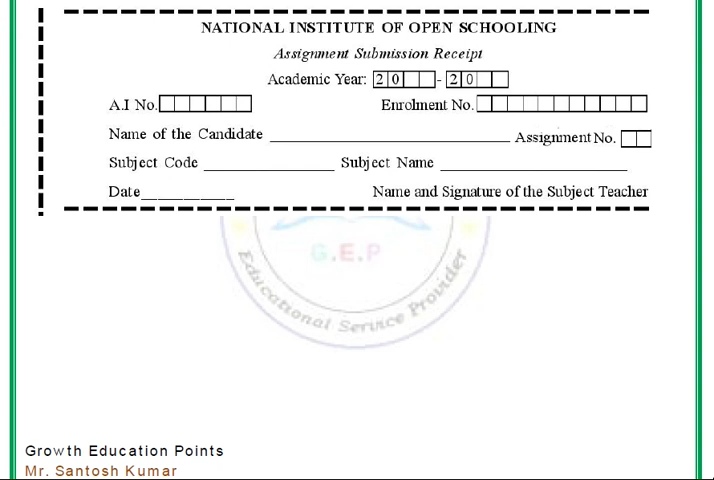 NATIONAL INSTITUTE OF OPEN SCHOOLING
Assignment Submission Receipt
Academic Year: 20 - 20
A.I No. Enrolment No.
Name of the Candidate Assignment No.
Subject Code Subject Name
Date Name and Signature of the Subject Teacher
G.E.P
Educational Service Provider
Growth Education Points
Mr. Santosh Kumar